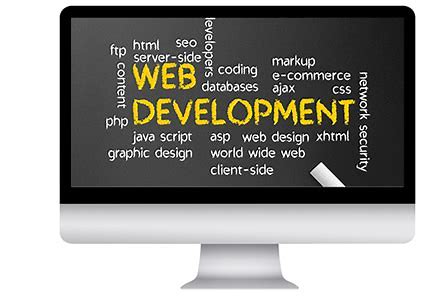 developers
ftp html seo
server-side
coding
markup
content
WEB
databases
e-commerce
ajax css
php
DEVELOPMENT
network security
java script asp web design xhtml
graphic design world wide web
client-side